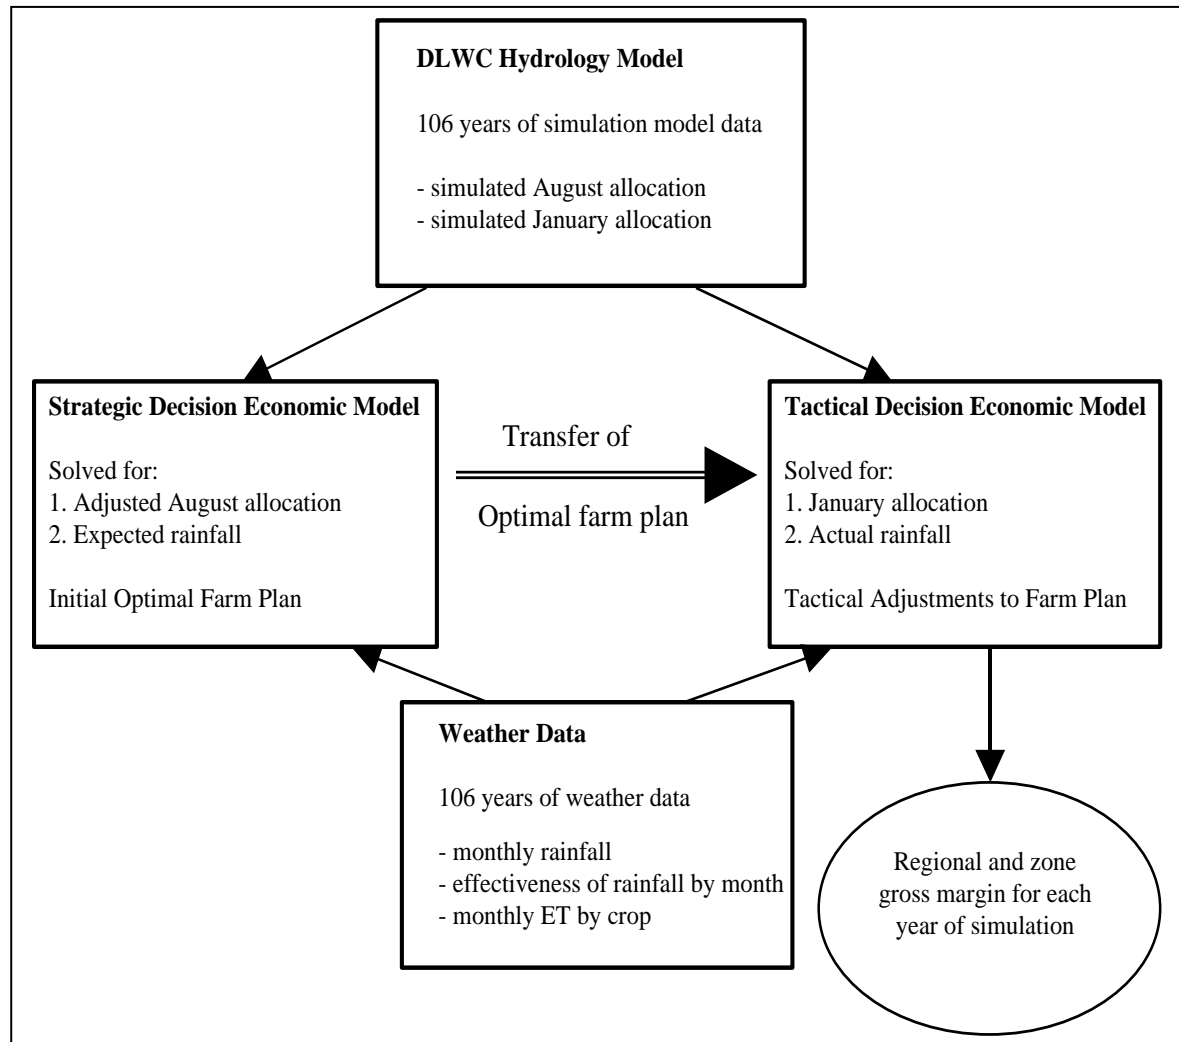 DLWC Hydrology Model
106 years of simulation model data
- simulated August allocation
- simulated January allocation
Strategic Decision Economic Model
Solved for:
1. Adjusted August allocation
2. Expected rainfall
Initial Optimal Farm Plan
Transfer of
Optimal farm plan
Tactical Decision Economic Model
Solved for:
1. January allocation
2. Actual rainfall
Tactical Adjustments to Farm Plan
Weather Data
106 years of weather data
- monthly rainfall
- effectiveness of rainfall by month
- monthly ET by crop
Regional and zone
gross margin for each
year of simulation